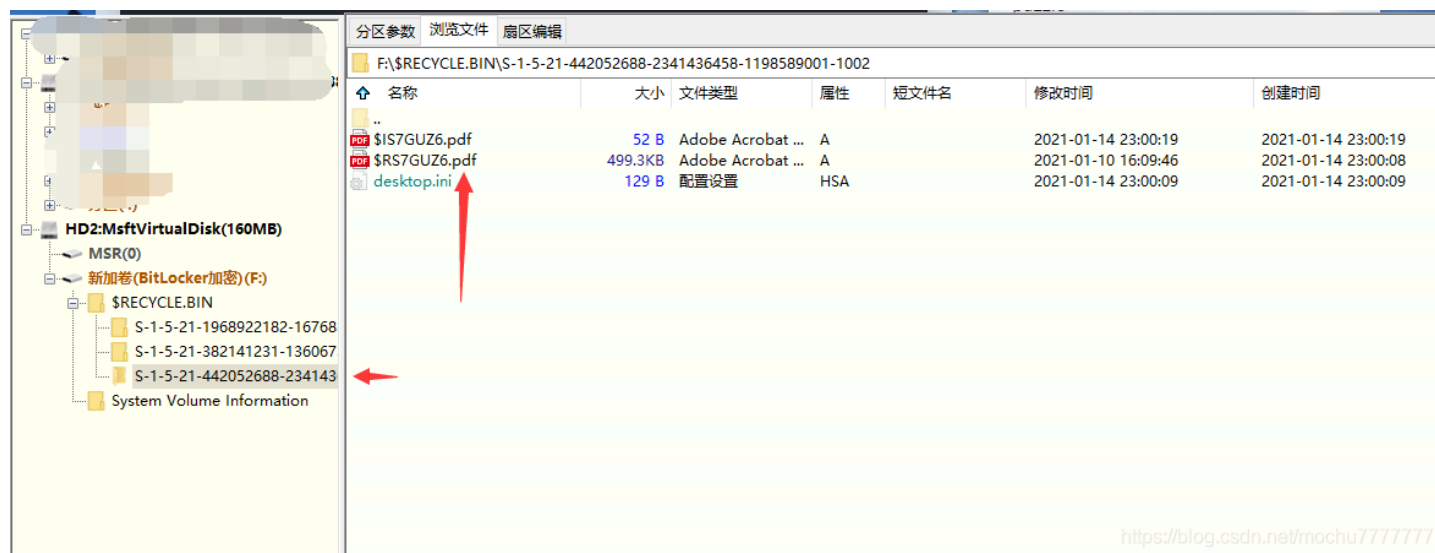 分区参数 浏览文件 扇区编辑
F:\$RECYCLE.BIN\S-1-5-21-442052688-2341436458-1198589001-1002
名称 大小 文件类型 属性 短文件名 修改时间 创建时间
..
$IS7GUZ6.pdf 52 B Adobe Acrobat ... A 2021-01-14 23:00:19 2021-01-14 23:00:19
$RS7GUZ6.pdf 499.3KB Adobe Acrobat ... A 2021-01-10 16:09:46 2021-01-14 23:00:08
desktop.ini 129 B 配置设置 HSA 2021-01-14 23:00:09 2021-01-14 23:00:09
HD2:MsftVirtualDisk(160MB)
MSR(0)
新加卷(BitLocker加密)(F:)
$RECYCLE.BIN
S-1-5-21-1968922182-16768
S-1-5-21-382141231-136067
S-1-5-21-442052688-234143
System Volume Information
https://blog.csdn.net/mochu7777777